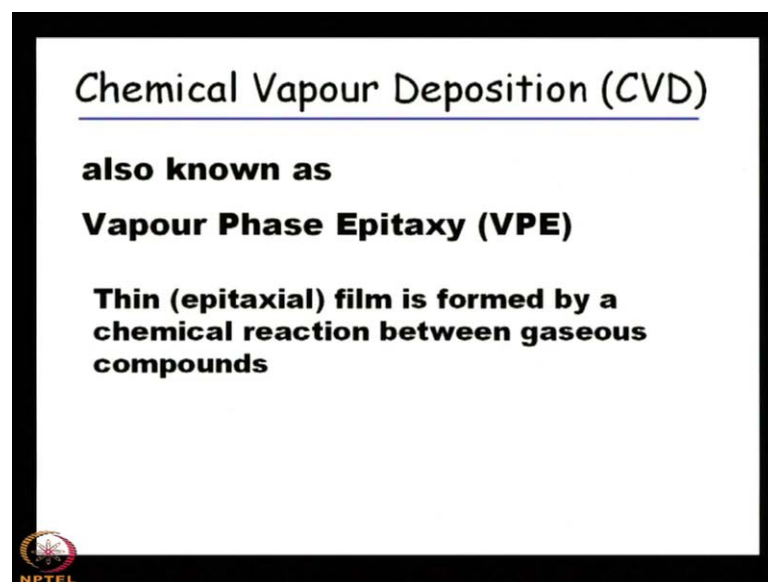 Chemical Vapour Deposition (CVD)
also known as
Vapour Phase Epitaxy (VPE)
Thin (epitaxial) film is formed by a
chemical reaction between gaseous
compounds
NPTEL